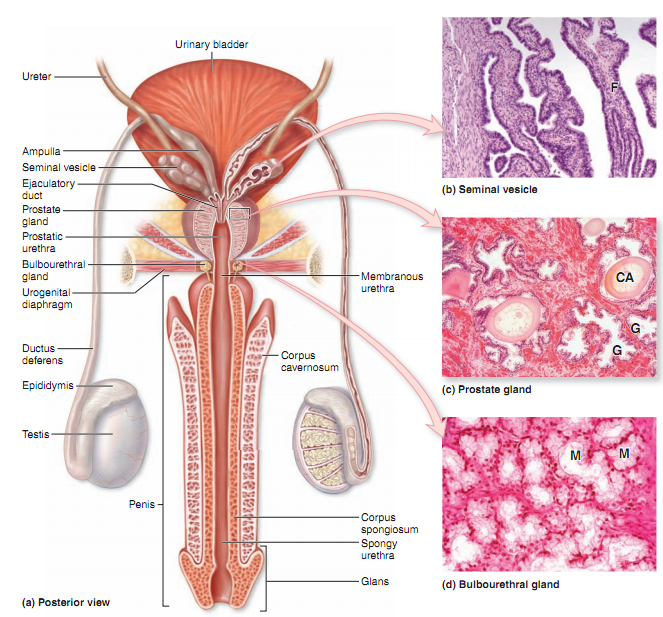 Urinary bladder
Ureter
Ampulla
Seminal vesicle
Ejaculatory
duct
Prostate
gland
Prostatic
urethra
Bulbourethral
gland
Urogenital
diaphragm
Ductus
deferens
Epididymis
Testis
Penis
Membranous
urethra
Corpus
cavernosum
Corpus
spongiosum
Spongy
urethra
Glans
(a) Posterior view
F
(b) Seminal vesicle
CA
G
G
(c) Prostate gland
M
M
(d) Bulbourethral gland